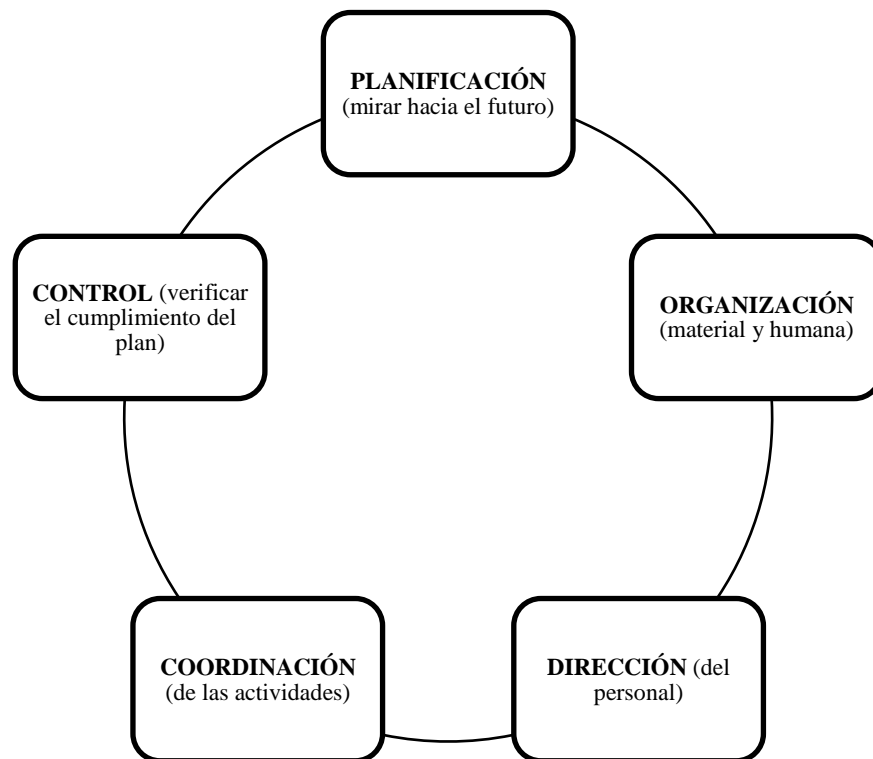 PLANIFICACIÓN
(mirar hacia el futuro)
ORGANIZACIÓN
(material y humana)
DIRECCIÓN (del
personal)
COORDINACIÓN
(de las actividades)
CONTROL (verificar
el cumplimiento del
plan)